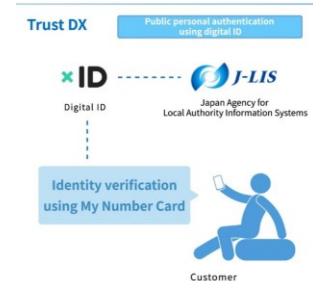 Trust DX
Public personal authentication
using digital ID
xID
J-LIS
Digital ID
Japan Agency for
Local Authority Information Systems
Identity verification
using My Number Card
Customer